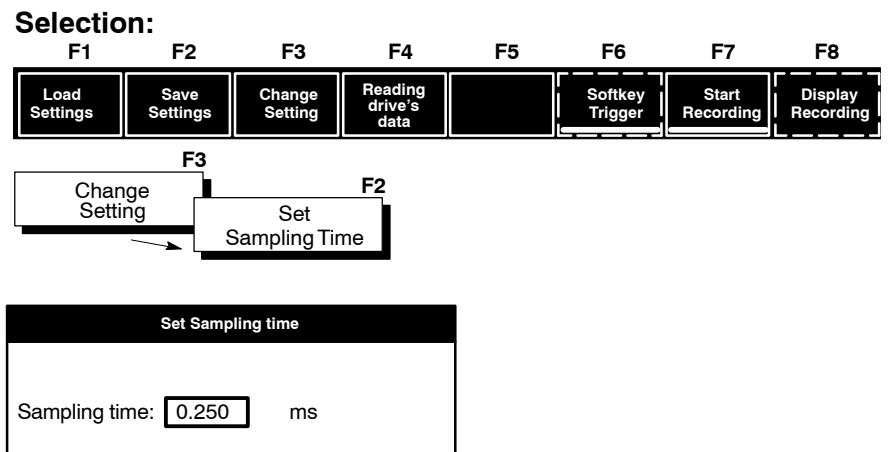 Selection:
F1 F2 F3 F4 F5 F6 F7 F8
Load Settings
Save Settings
Change Setting
Reading drive's data
Softkey Trigger
Start Recording
Display Recording
F3
Change
Setting
F2
Set
Sampling Time
Set Sampling time
Sampling time: 0.250 ms